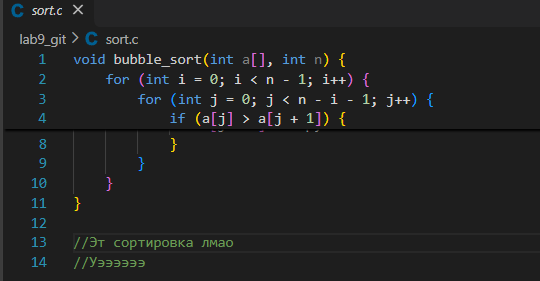 sort.c
lab9_git > sort.c
1 void bubble_sort(int a[], int n) {
2 for (int i = 0; i < n - 1; i++) {
3 for (int j = 0; j < n - i - 1; j++) {
4 if (a[j] > a[j + 1]) {
8 }
9 }
10 }
11 }
12
13 //Эт сортировка лмао
14 //Уээээээ